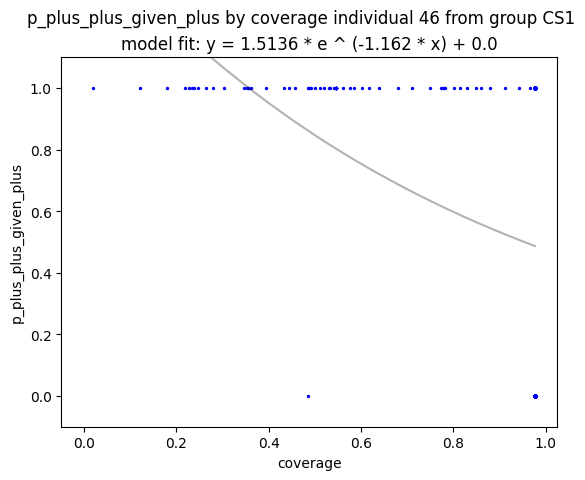 p_plus_plus_given_plus by coverage individual 46 from group CS1
model fit: y = 1.5136 * e ^ (-1.162 * x) + 0.0
1.0
0.8
0.6
0.4
0.2
0.0
p_plus_plus_given_plus
0.0 0.2 0.4 0.6 0.8 1.0
coverage